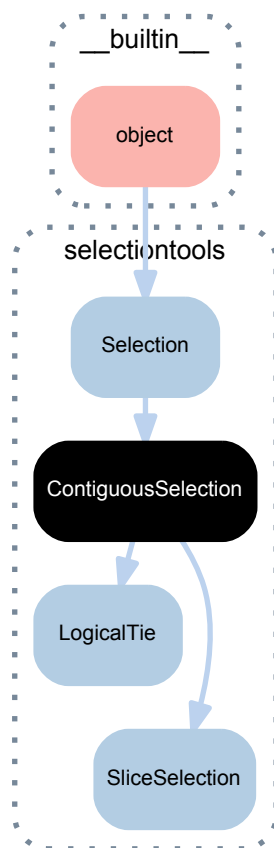 __builtin__
object
selectiontools
Selection
ContiguousSelection
LogicalTie
SliceSelection